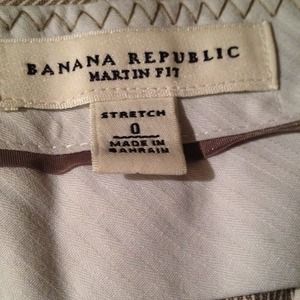 BANANA REPUBLIC
MARTIN FIT
STRETCH
0
MADE IN
BAHRAIN